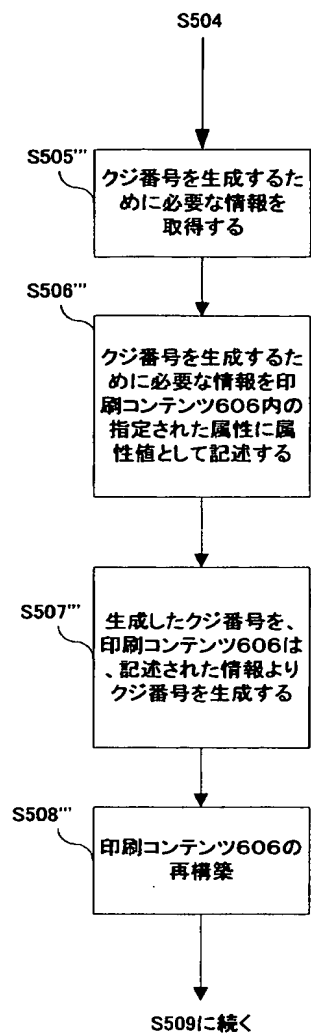 S504
S505'''
クジ番号を生成するた
めに必要な情報を
取得する
S506'''
クジ番号を生成するた
めに必要な情報を印
刷コンテンツ606内の
指定された属性に属
性値として記述する
S507'''
生成したクジ番号を、
印刷コンテンツ606は
、記述された情報より
クジ番号を生成する
S508'''
印刷コンテンツ606の
再構築
S509に続く